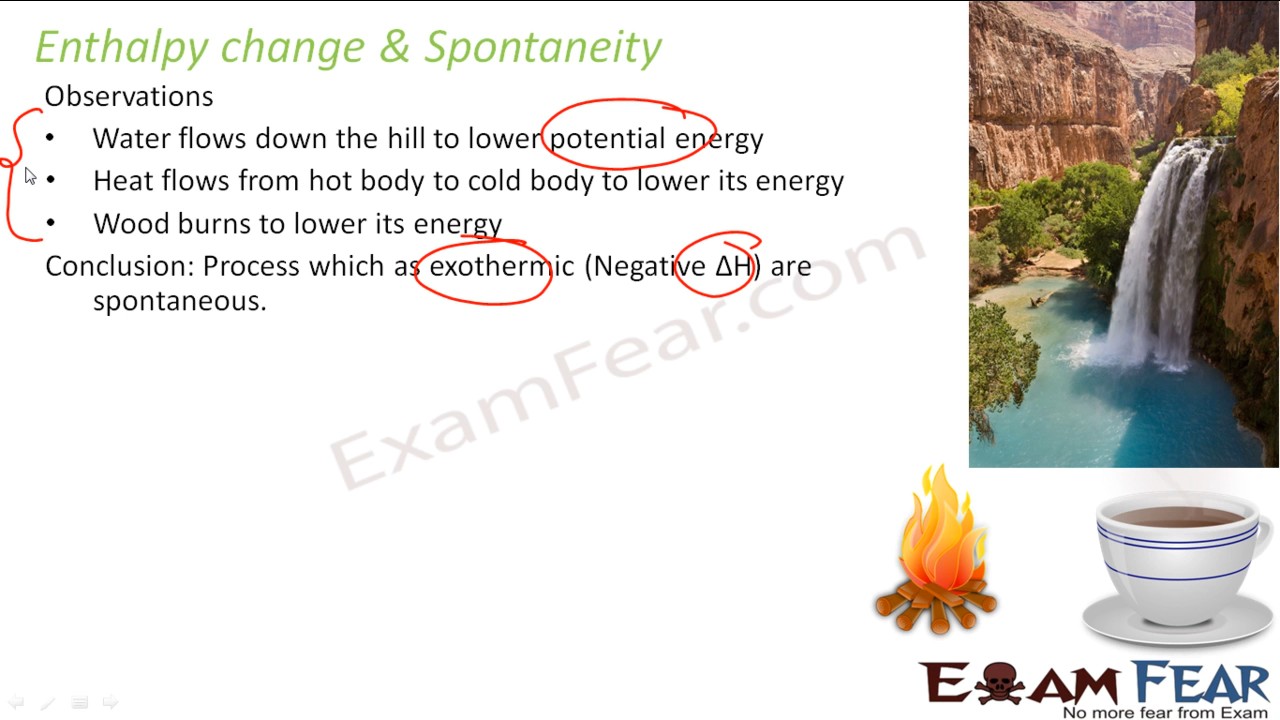 Enthalpy change & Spontaneity
Observations
• Water flows down the hill to lower potential energy
• Heat flows from hot body to cold body to lower its energy
• Wood burns to lower its energy
Conclusion: Process which as exothermic (Negative ΔH) are
spontaneous.
ExamFear.com
EXAM FEAR
No more fear from Exam